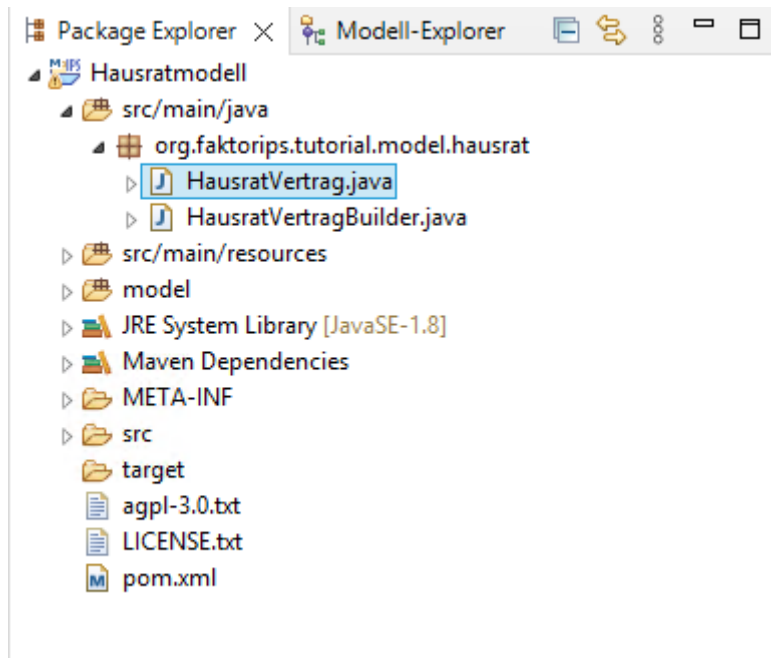 Package Explorer Modell-Explorer
Hausratmodell
src/main/java
org.faktorips.tutorial.model.hausrat
HausratVertrag.java
HausratVertragBuilder.java
src/main/resources
model
JRE System Library [JavaSE-1.8]
Maven Dependencies
META-INF
src
target
agpl-3.0.txt
LICENSE.txt
pom.xml